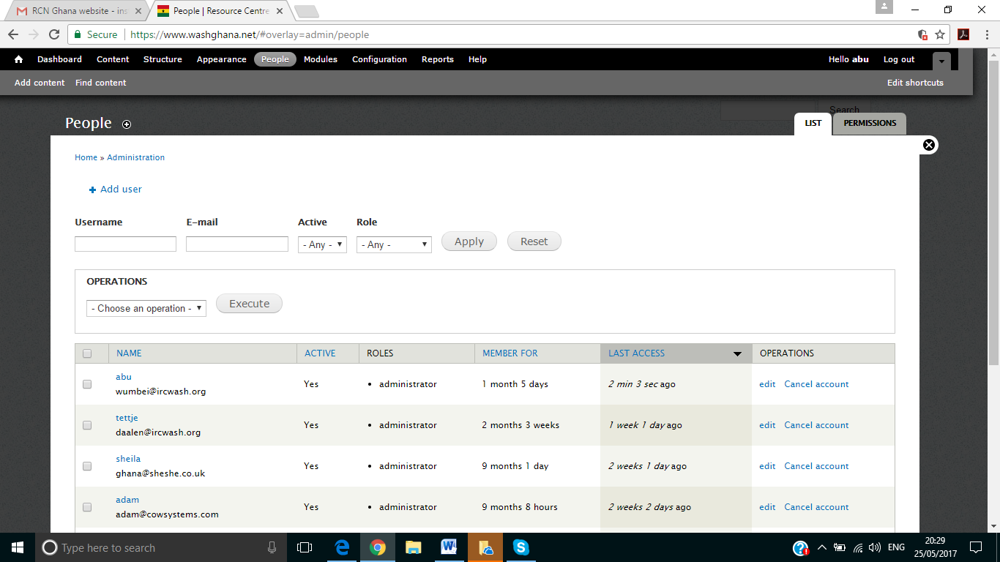 RCN Ghana website - ins
People | Resource Centre
Secure
https://www.washghana.net/#overlay=admin/people
Dashboard Content Structure Appearance People Modules Configuration Reports Help Hello abu Log out
Add content Find content Edit shortcuts
Search
People
LIST PERMISSIONS
Home » Administration
Add user
Username E-mail Active Role
- Any - - Any - Apply Reset
OPERATIONS
- Choose an operation - Execute
NAME ACTIVE ROLES MEMBER FOR LAST ACCESS OPERATIONS
abu
wumbei@ircwash.org
Yes • administrator 1 month 5 days 2 min 3 sec ago edit Cancel account
tettje
daalen@ircwash.org
Yes • administrator 2 months 3 weeks 1 week 1 day ago edit Cancel account
sheila
ghana@sheshe.co.uk
Yes • administrator 9 months 1 day 2 weeks 1 day ago edit Cancel account
adam
adam@cowsystems.com
Yes • administrator 9 months 8 hours 2 weeks 2 days ago edit Cancel account
Type here to search
ENG
20:29
25/05/2017